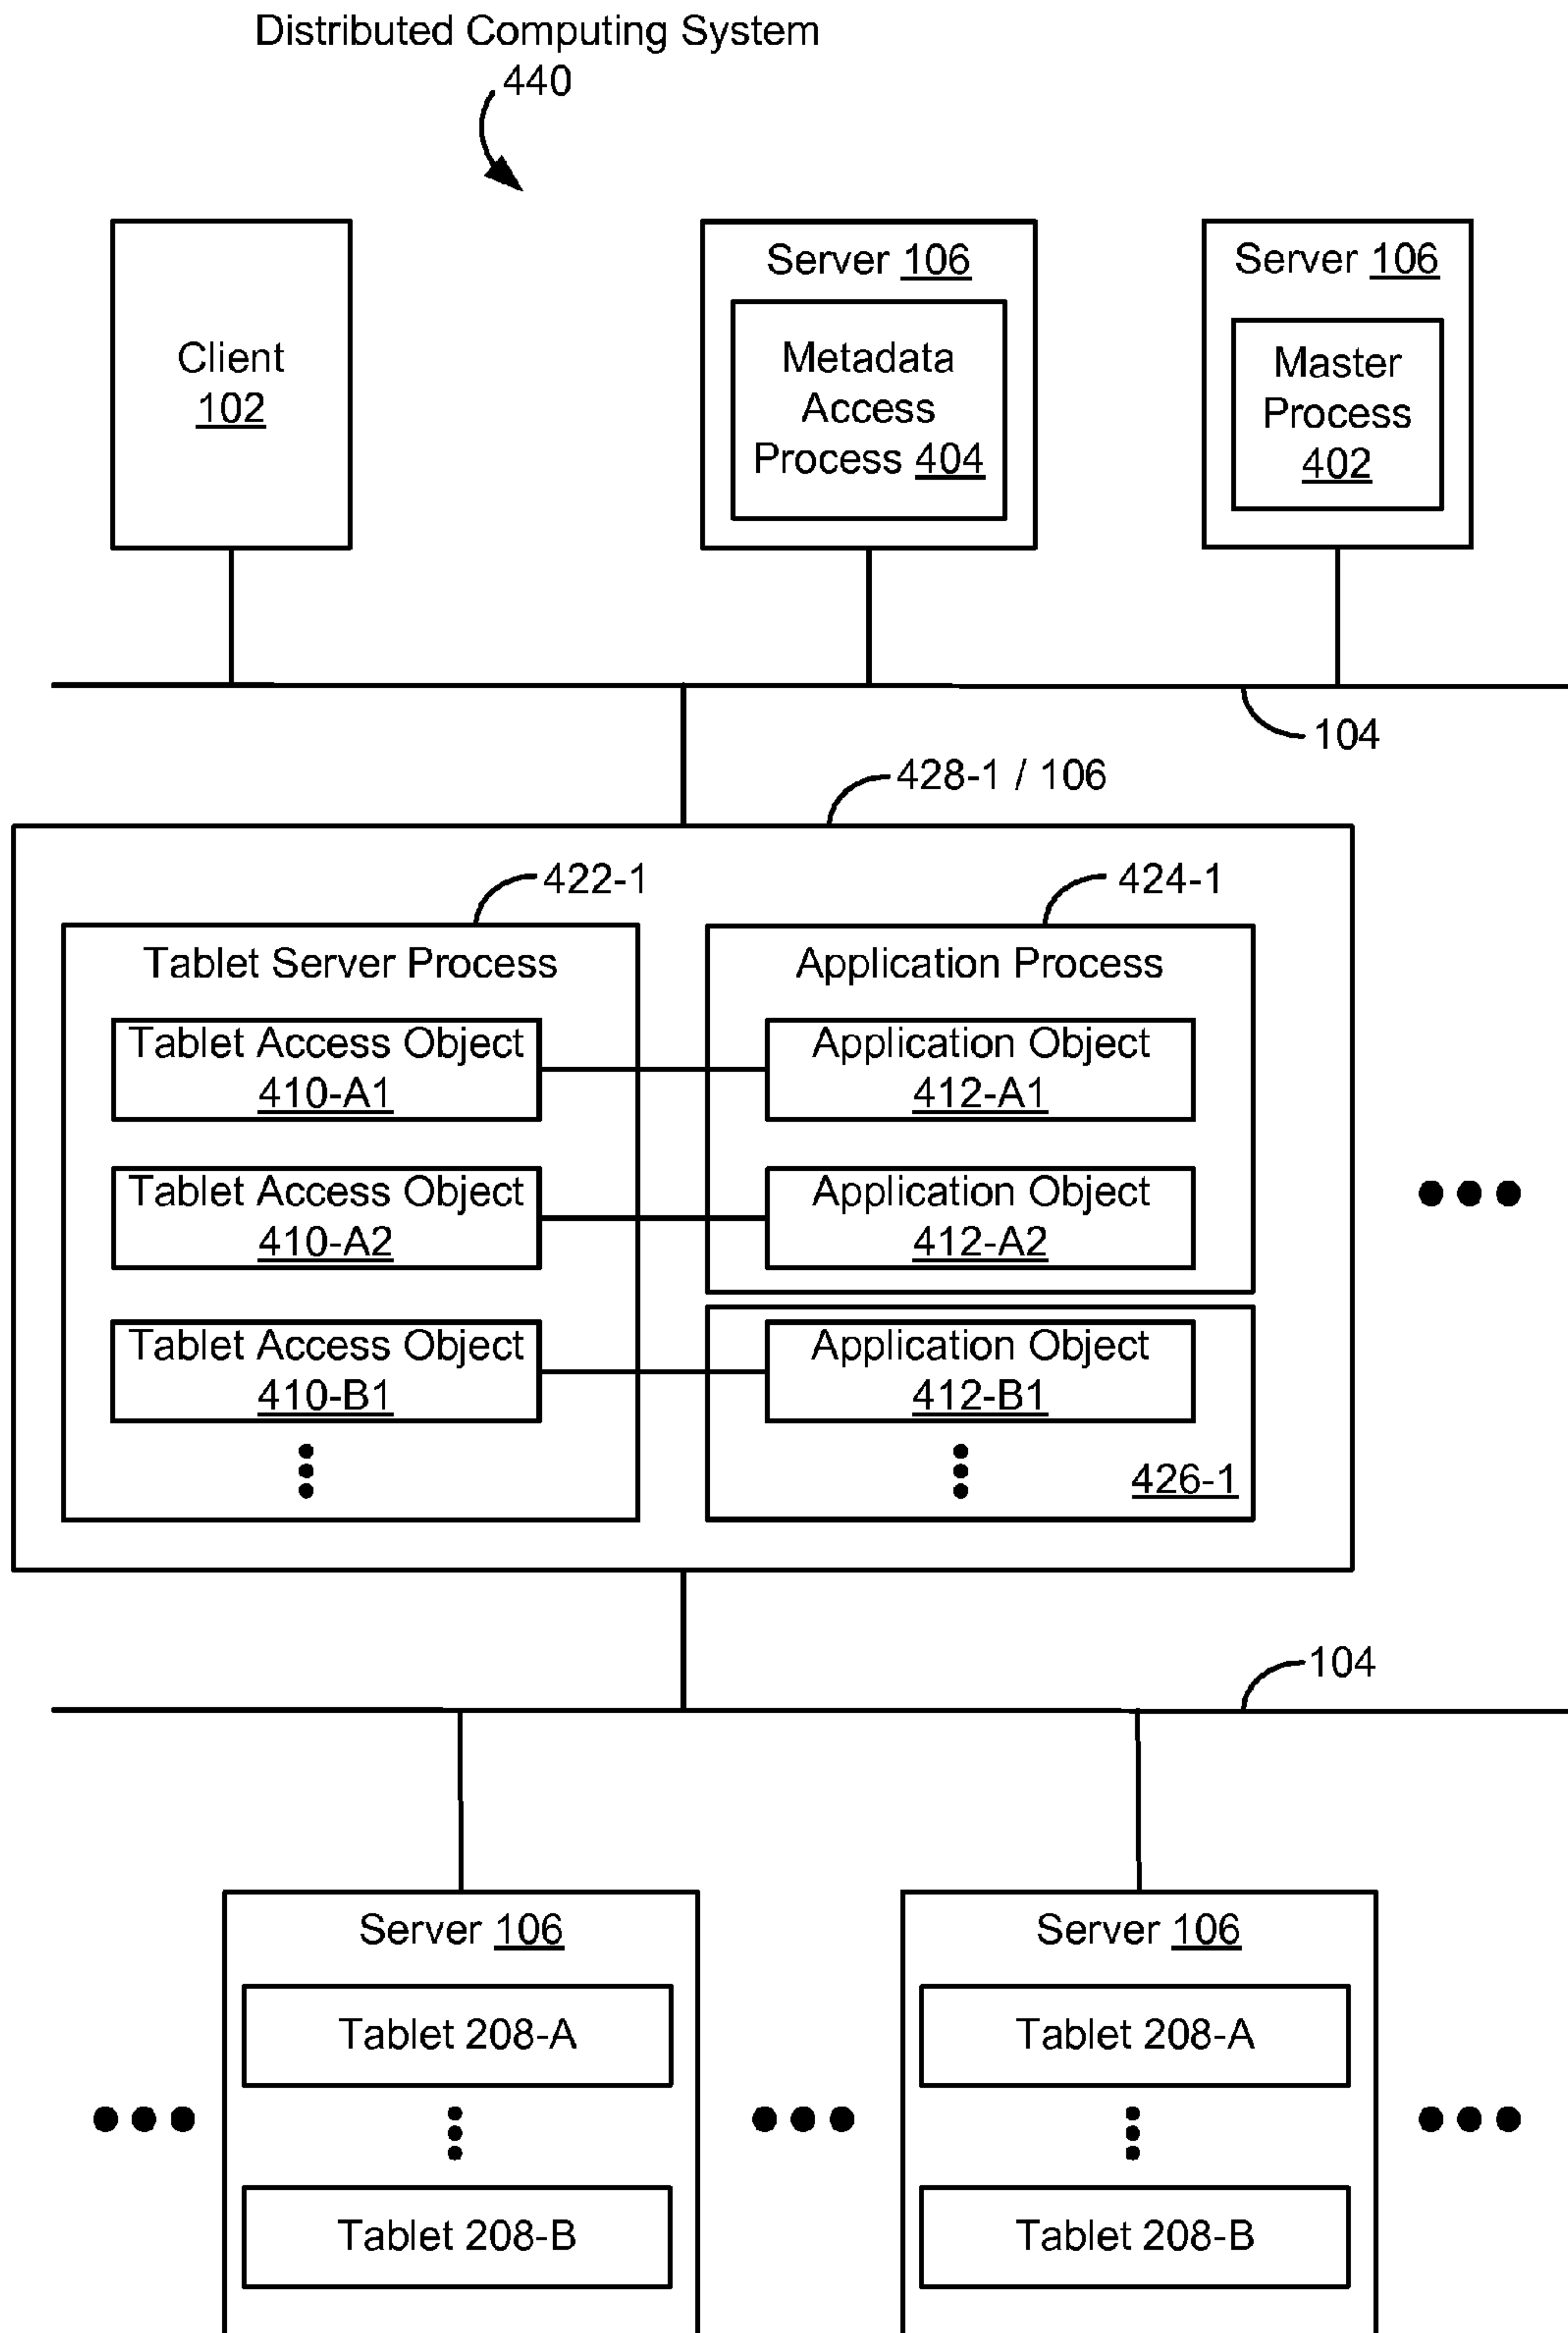 Distributed Computing System
440
Client
102
Server 106
Metadata
Access
Process 404
Server 106
Master
Process
402
104
428-1 / 106
422-1
Tablet Server Process
Tablet Access Object
410-A1
Tablet Access Object
410-A2
Tablet Access Object
410-B1
424-1
Application Process
Application Object
412-A1
Application Object
412-A2
Application Object
412-B1
426-1
104
Server 106
Tablet 208-A
Tablet 208-B
Server 106
Tablet 208-A
Tablet 208-B